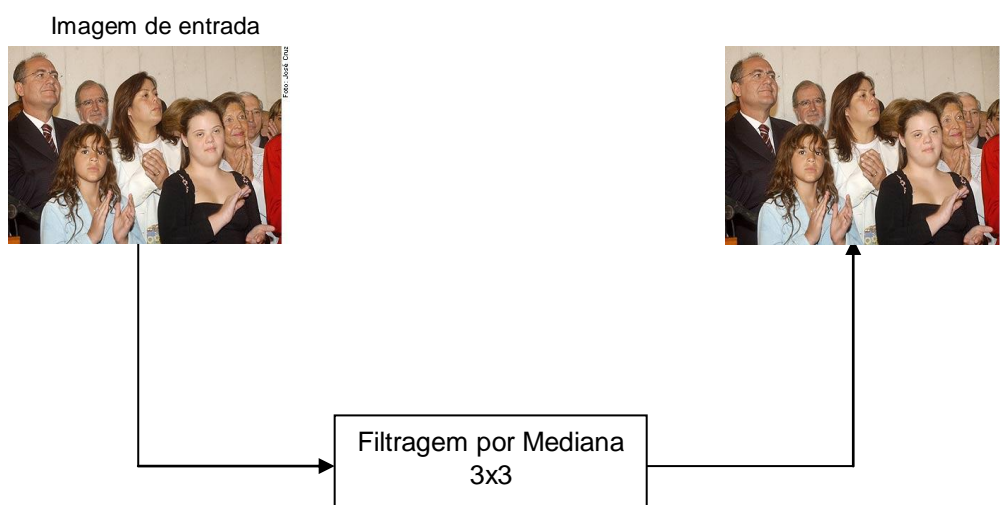 Imagem de entrada
Foto: José Cruz
Filtragem por Mediana
3x3